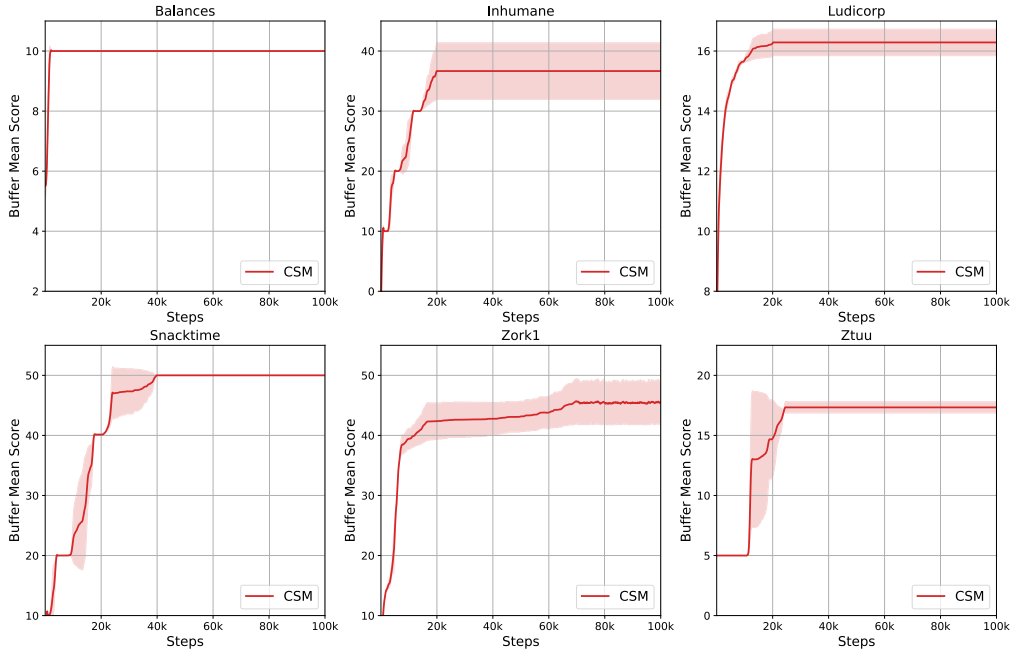 Balances
Buffer Mean Score
10
8
6
4
2
CSM
20k 40k 60k 80k 100k
Steps
Inhumane
Buffer Mean Score
40
30
20
10
0
CSM
20k 40k 60k 80k 100k
Steps
Ludicorp
Buffer Mean Score
16
14
12
10
8
CSM
20k 40k 60k 80k 100k
Steps
Snacktime
Buffer Mean Score
50
40
30
20
10
CSM
20k 40k 60k 80k 100k
Steps
Zork1
Buffer Mean Score
50
40
30
20
10
CSM
20k 40k 60k 80k 100k
Steps
Ztuu
Buffer Mean Score
20
15
10
5
0
CSM
20k 40k 60k 80k 100k
Steps